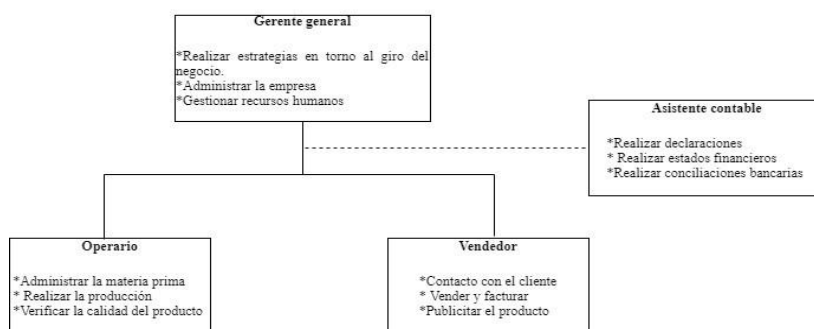 Gerente general
*Realizar estrategias en torno al giro del
negocio.
*Administrar la empresa
*Gestionar recursos humanos
Asistente contable
*Realizar declaraciones
* Realizar estados financieros
*Realizar conciliaciones bancarias
Operario
*Administrar la materia prima
* Realizar la producción
*Verificar la calidad del producto
Vendedor
*Contacto con el cliente
* Vender y facturar
*Publicitar el producto